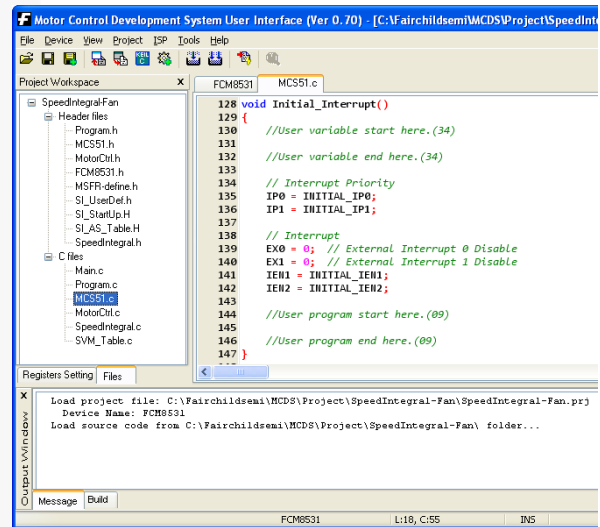 Motor Control Development System User Interface (Ver 0.70) - [C:\Fairchildsemi\MCDS\Project\SpeedInte
File Device View Project ISP Tools Help
Project Workspace X
SpeedIntegral-Fan
Header files
Program.h
MCS51.h
MotorCtrl.h
FCM8531.h
MSFR-define.h
SI_UserDef.h
SI_StartUp.H
SI_AS_Table.H
SpeedIntegral.h
C files
Main.c
Program.c
MCS51.c
MotorCtrl.c
SpeedIntegral.c
SVM_Table.c
Registers Setting Files
FCM8531 MCS51.c
128 void Initial_Interrupt()
129 {
130 //User variable start here.(34)
131
132 //User variable end here.(34)
133
134 // Interrupt Priority
135 IP0 = INITIAL_IP0;
136 IP1 = INITIAL_IP1;
137
138 // Interrupt
139 EX0 = 0; // External Interrupt 0 Disable
140 EX1 = 0; // External Interrupt 1 Disable
141 IEN1 = INITIAL_IEN1;
142 IEN2 = INITIAL_IEN2;
143
144 //User program start here.(09)
145
146 //User program end here.(09)
147 }
X
Output Window
Load project file: C:\Fairchildsemi\MCDS\Project\SpeedIntegral-Fan\SpeedIntegral-Fan.prj
Device Name: FCM8531
Load source code from C:\Fairchildsemi\MCDS\Project\SpeedIntegral-Fan\ folder...
Message Build
FCM8531 L:18, C:55 INS